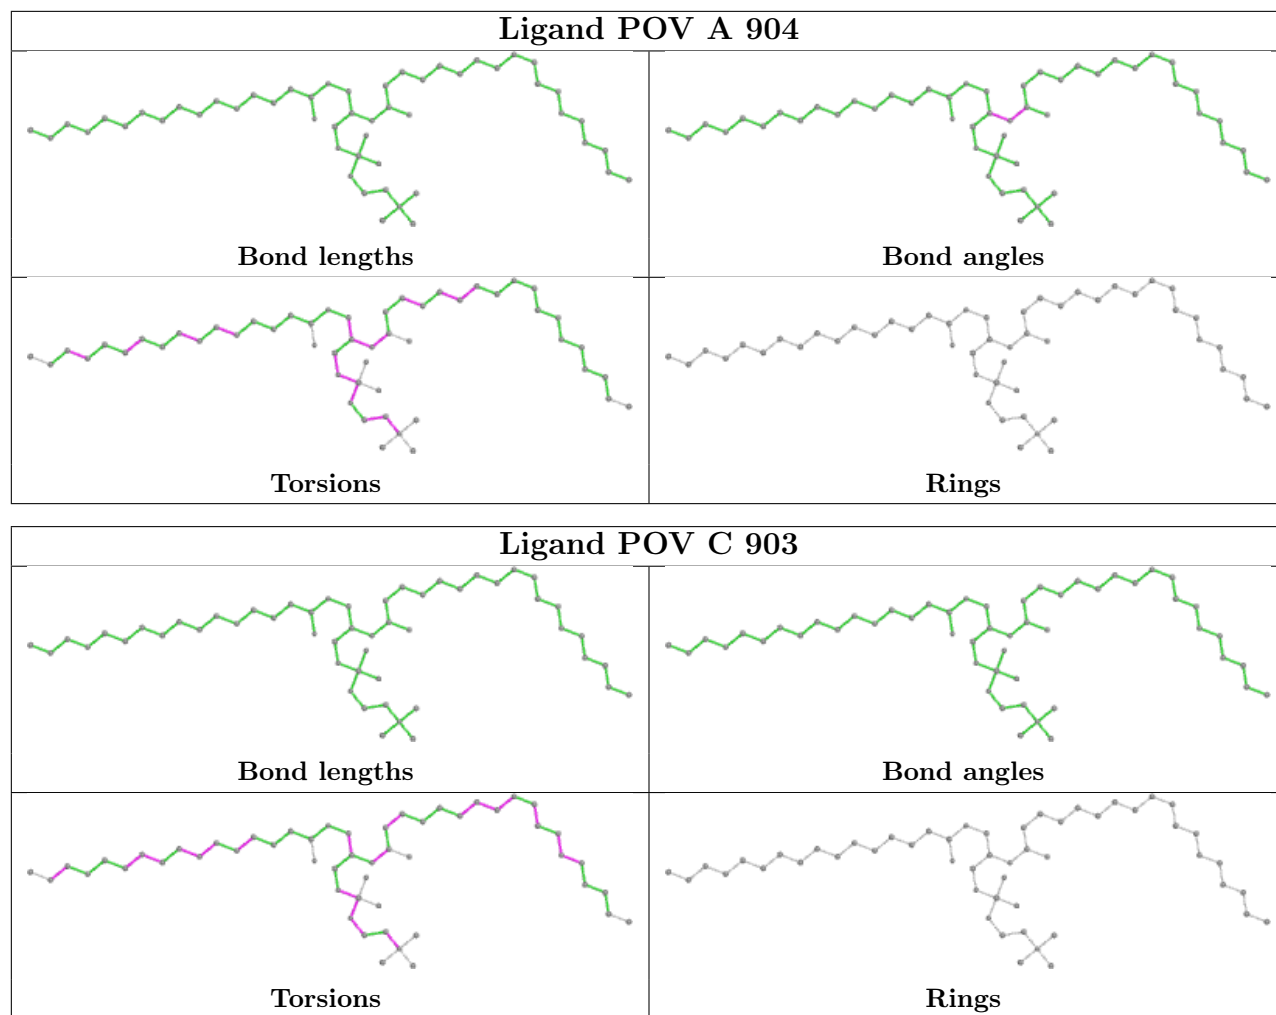 Ligand POV A 904
Bond lengths
Bond angles
Torsions
Rings
Ligand POV C 903
Bond lengths
Bond angles
Torsions
Rings